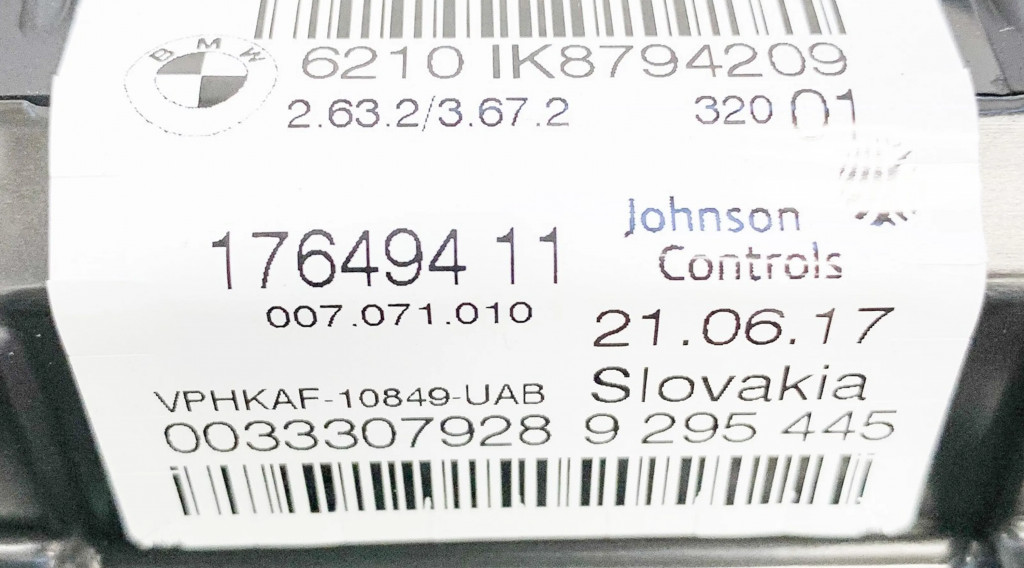 BMW
6210 IK8794209
2.63.2/3.67.2 320 01
176494 11
Johnson
Controls
007.071.010
21.06.17
VPHKAF-10849-UAB
Slovakia
0033307928 9 295 445